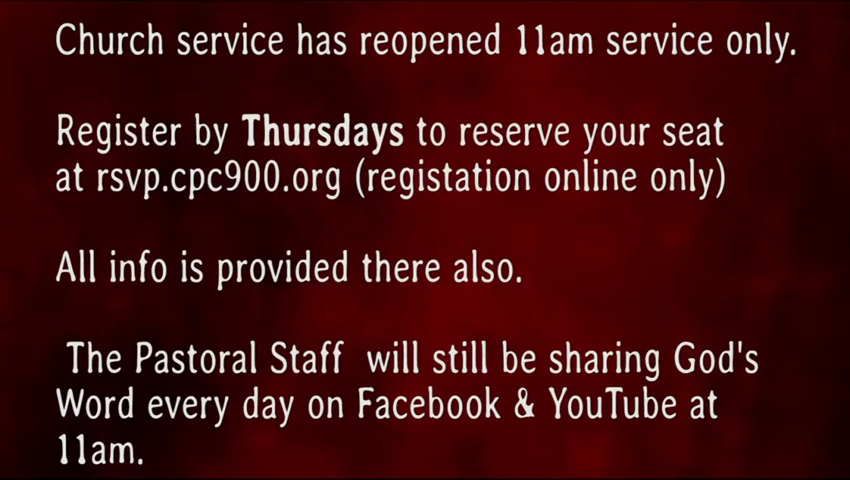 Church service has reopened 11am service only.
Register by Thursdays to reserve your seat
at rsvp.cpc900.org (registation online only)
All info is provided there also.
The Pastoral Staff will still be sharing God's
Word every day on Facebook & YouTube at
11am.